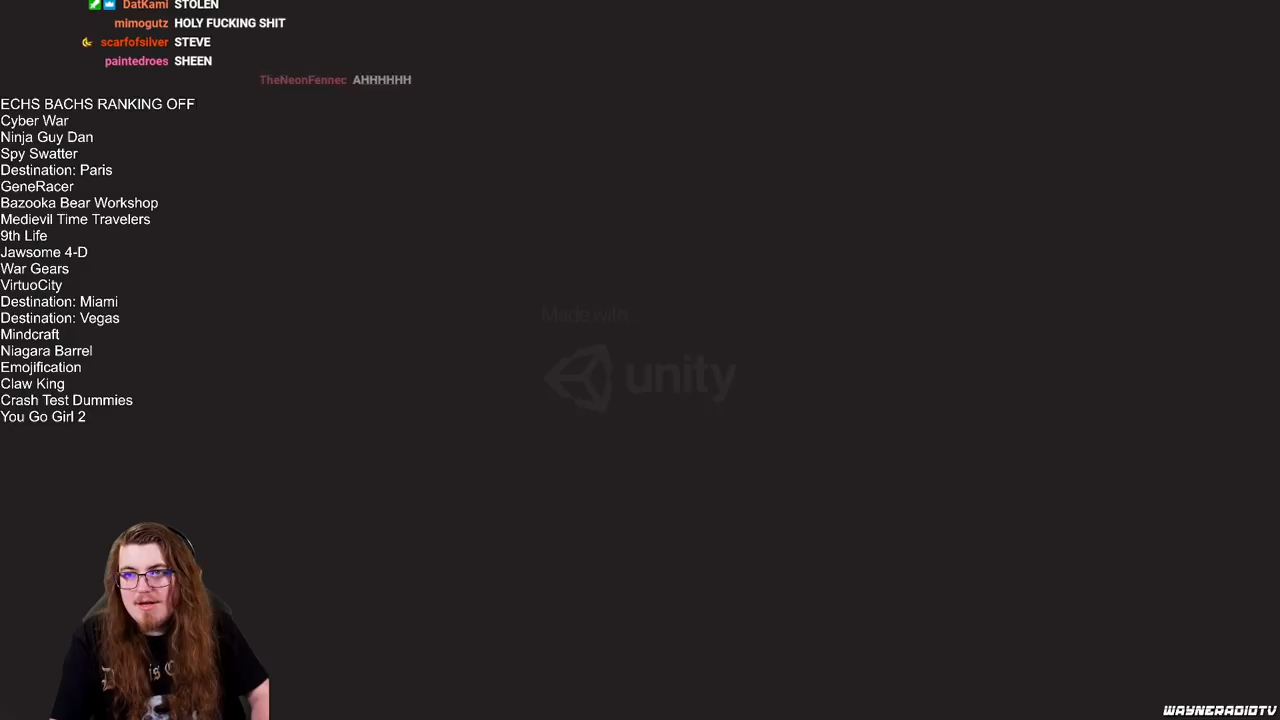 DatKami STOLEN
mimogutz HOLY FUCKING SHIT
scarfofsilver STEVE
paintedroes SHEEN
TheNeonFennec AHHHHHH
ECHS BACHS RANKING OFF
Cyber War
Ninja Guy Dan
Spy Swatter
Destination: Paris
GeneRacer
Bazooka Bear Workshop
Medievil Time Travelers
9th Life
Jawsome 4-D
War Gears
VirtuoCity
Destination: Miami
Destination: Vegas
Mindcraft
Niagara Barrel
Emojification
Claw King
Crash Test Dummies
You Go Girl 2
Made with
unity
WAYNERADIOTV